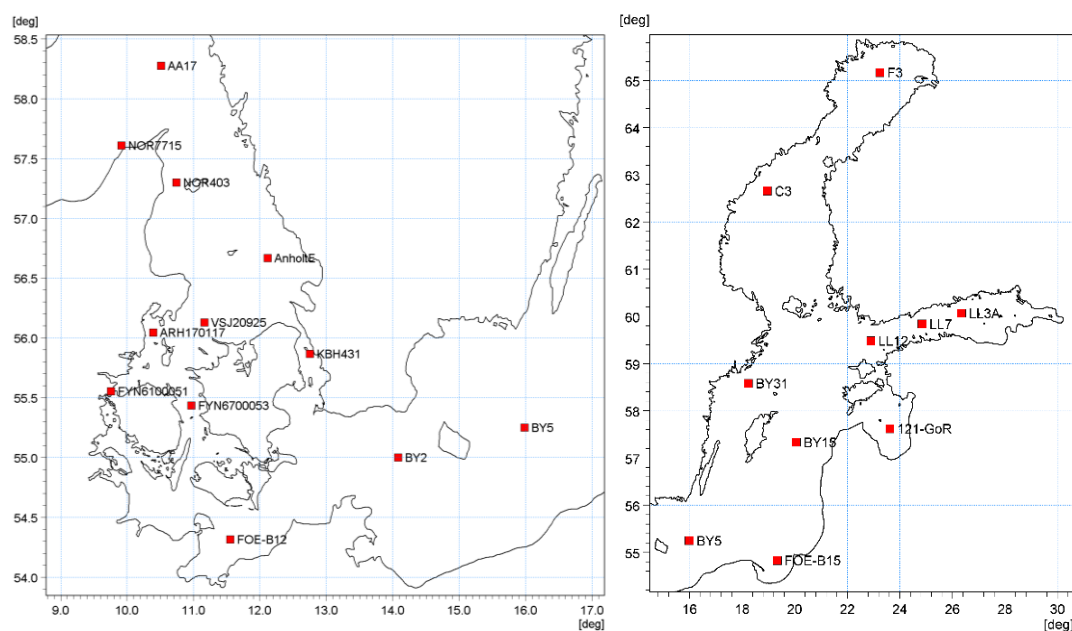 [deg]
58.5
AA17
58.0
NOR7715
57.5
NOR403
57.0
AnholtE
56.5
VSJ20925
ARH170117
56.0
KBH431
FYN6100051
55.5
FYN6700053
BY5
55.0
BY2
54.5
FOE-B12
54.0
9.0 10.0 11.0 12.0 13.0 14.0 15.0 16.0 17.0
[deg]
[deg]
F3
65
64
63
C3
62
61
60
LL3A
LL7
LL12
59
BY31
58
121-GoR
BY15
57
56
BY5
55
FOE-B15
16 18 20 22 24 26 28 30
[deg]